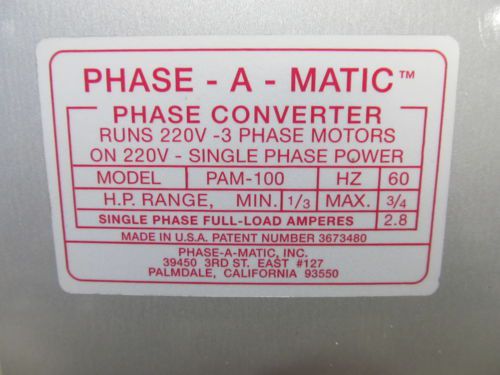 PHASE - A - MATIC™
PHASE CONVERTER
RUNS 220V -3 PHASE MOTORS
ON 220V - SINGLE PHASE POWER
MODEL PAM-100 HZ 60
H.P. RANGE, MIN. 1/3 MAX. 3/4
SINGLE PHASE FULL-LOAD AMPERES 2.8
MADE IN U.S.A. PATENT NUMBER 3673480
PHASE-A-MATIC, INC.
39450 3RD ST. EAST #127
PALMDALE, CALIFORNIA 93550